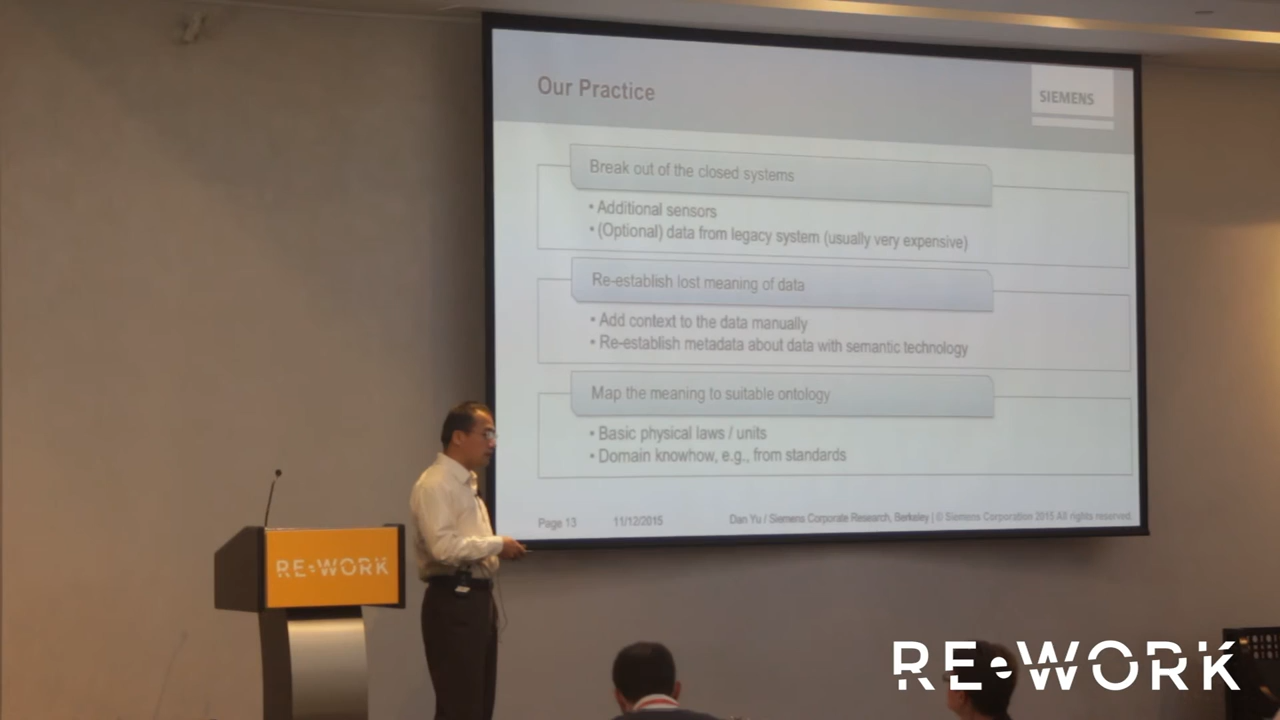 Our Practice
SIEMENS
Break out of the closed systems
• Additional sensors
• (Optional) data from legacy system (usually very expensive)
Re-establish lost meaning of data
• Add context to the data manually
• Re-establish metadata about data with semantic technology
Map the meaning to suitable ontology
• Basic physical laws / units
• Domain knowhow, e.g., from standards
Page 13 11/12/2015 Dan Yu / Siemens Corporate Research, Berkeley | © Siemens Corporation 2015 All rights reserved.
RE•WORK
RE•WORK